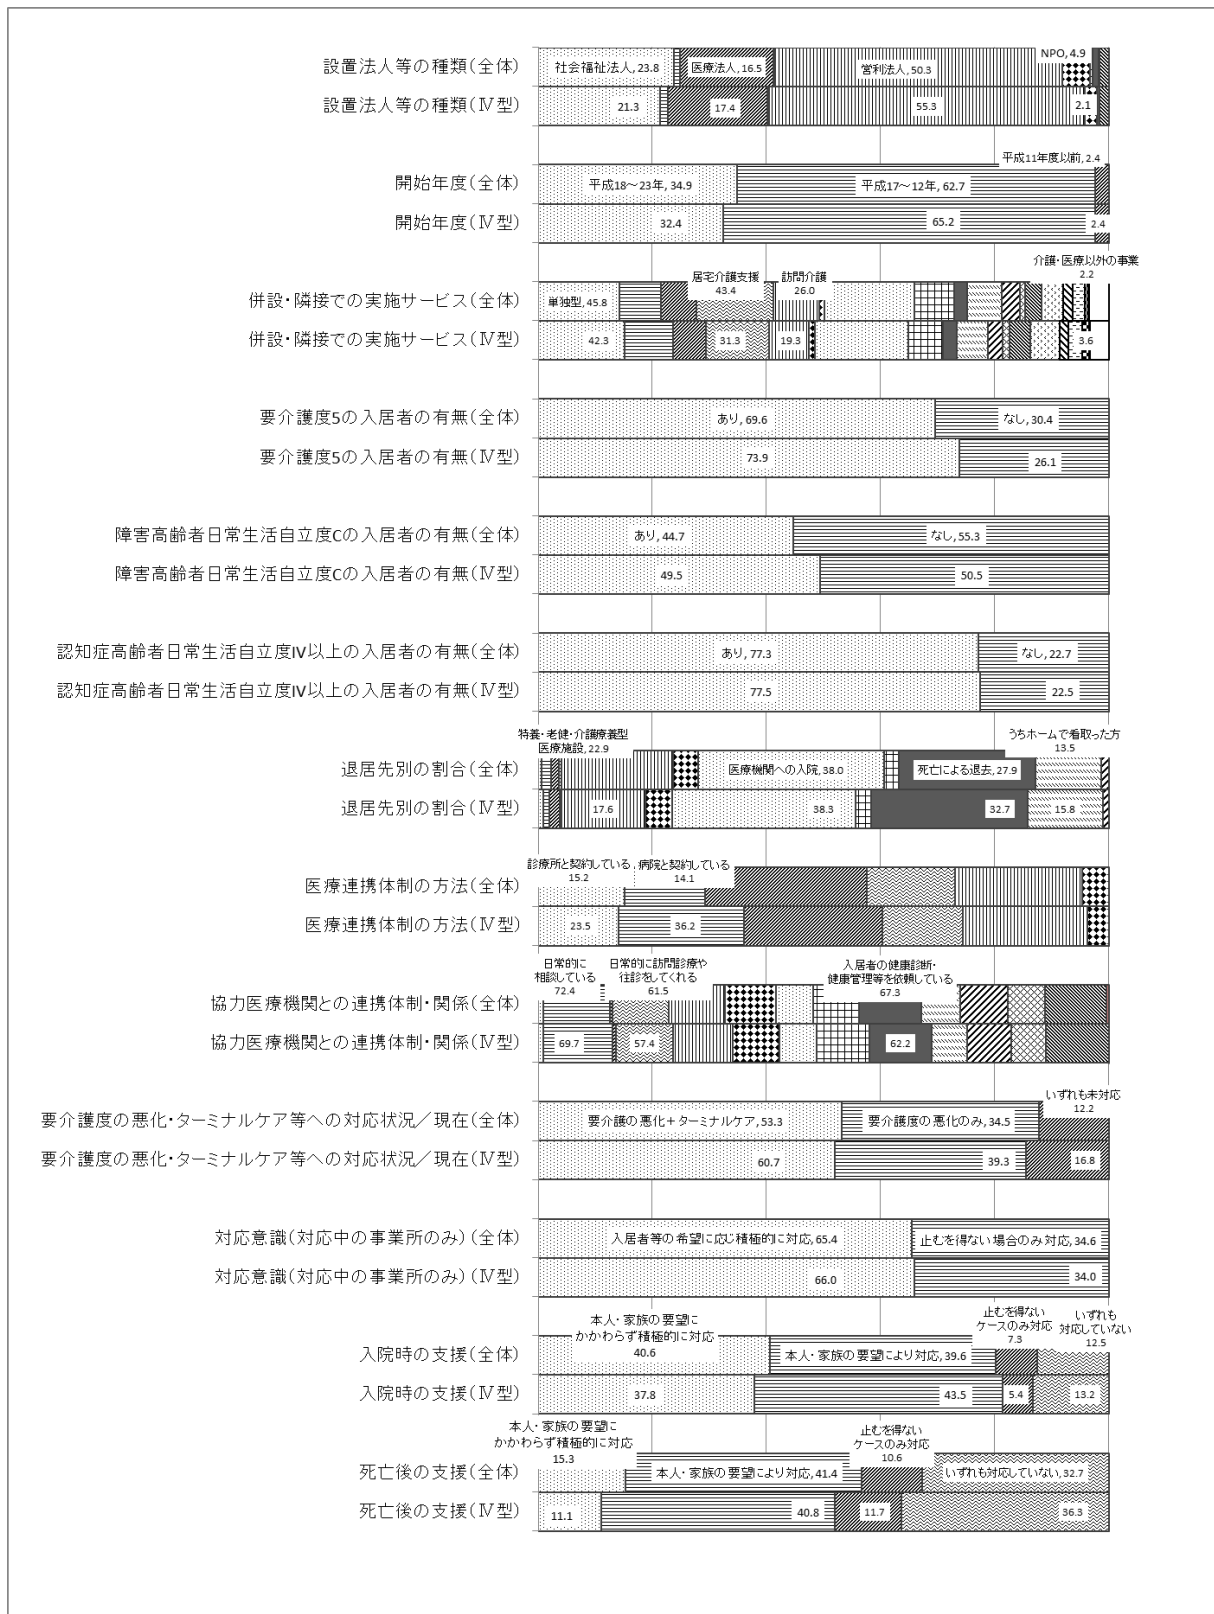 設置法人等の種類(全体)
社会福祉法人, 23.8
医療法人, 16.5
営利法人, 50.3
NPO, 4.9
設置法人等の種類(Ⅳ型)
21.3
17.4
55.3
2.1
平成11年度以前, 2.4
開始年度(全体)
平成18～23年, 34.9
平成17～12年, 62.7
開始年度(Ⅳ型)
32.4
65.2
2.4
介護・医療以外の事業
2.2
居宅介護支援
43.4
訪問介護
26.0
併設・隣接での実施サービス(全体)
単独型, 45.8
併設・隣接での実施サービス(Ⅳ型)
42.3
31.3
19.3
3.6
要介護度5の入居者の有無(全体)
あり, 69.6
なし, 30.4
要介護度5の入居者の有無(Ⅳ型)
73.9
26.1
障害高齢者日常生活自立度Cの入居者の有無(全体)
あり, 44.7
なし, 55.3
障害高齢者日常生活自立度Cの入居者の有無(Ⅳ型)
49.5
50.5
認知症高齢者日常生活自立度Ⅳ以上の入居者の有無(全体)
あり, 77.3
なし, 22.7
認知症高齢者日常生活自立度Ⅳ以上の入居者の有無(Ⅳ型)
77.5
22.5
特養・老健・介護療養型
医療施設, 22.9
うちホームで看取った方
13.5
退居先別の割合(全体)
医療機関への入院, 38.0
死亡による退去, 27.9
退居先別の割合(Ⅳ型)
17.6
38.3
32.7
15.8
診療所と契約している
15.2
病院と契約している
14.1
医療連携体制の方法(全体)
医療連携体制の方法(Ⅳ型)
23.5
36.2
日常的に
相談している
72.4
日常的に訪問診療や
往診をしてくれる
61.5
入居者の健康診断・
健康管理等を依頼している
67.3
協力医療機関との連携体制・関係(全体)
協力医療機関との連携体制・関係(Ⅳ型)
69.7
57.4
62.2
いずれも未対応
12.2
要介護度の悪化・ターミナルケア等への対応状況／現在(全体)
要介護の悪化＋ターミナルケア, 53.3
要介護度の悪化のみ, 34.5
要介護度の悪化・ターミナルケア等への対応状況／現在(Ⅳ型)
60.7
39.3
16.8
対応意識(対応中の事業所のみ) (全体)
入居者等の希望に応じ積極的に対応, 65.4
止むを得ない場合のみ対応, 34.6
対応意識(対応中の事業所のみ) (Ⅳ型)
66.0
34.0
本人・家族の要望に
かかわらず積極的に対応
40.6
止むを得ない
ケースのみ対応
7.3
いずれも
対応していない
12.5
入院時の支援(全体)
本人・家族の要望により対応, 39.6
入院時の支援(Ⅳ型)
37.8
43.5
5.4
13.2
本人・家族の要望に
かかわらず積極的に対応
15.3
止むを得ない
ケースのみ対応
10.6
死亡後の支援(全体)
本人・家族の要望により対応, 41.4
いずれも対応していない, 32.7
死亡後の支援(Ⅳ型)
11.1
40.8
11.7
36.3